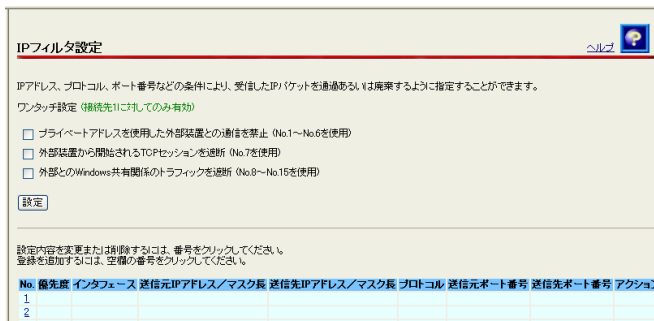 IPフィルタ設定
ヘルプ
IPアドレス、プロトコル、ポート番号などの条件により、受信したIPパケットを通過あるいは廃棄するように指定することができます。
ワンタッチ設定 (接続先1に対してのみ有効)
プライベートアドレスを使用した外部装置との通信を禁止 (No.1～No.6を使用)
外部装置から開始されるTCPセッションを遮断 (No.7を使用)
外部とのWindows共有関係のトラフィックを遮断 (No.8～No.15を使用)
設定
設定内容を変更または削除するには、番号をクリックしてください。
登録を追加するには、空欄の番号をクリックしてください。
No. 優先度 インタフェース 送信元IPアドレス／マスク長 送信先IPアドレス／マスク長 プロトコル 送信元ポート番号 送信先ポート番号 アクション
1
2